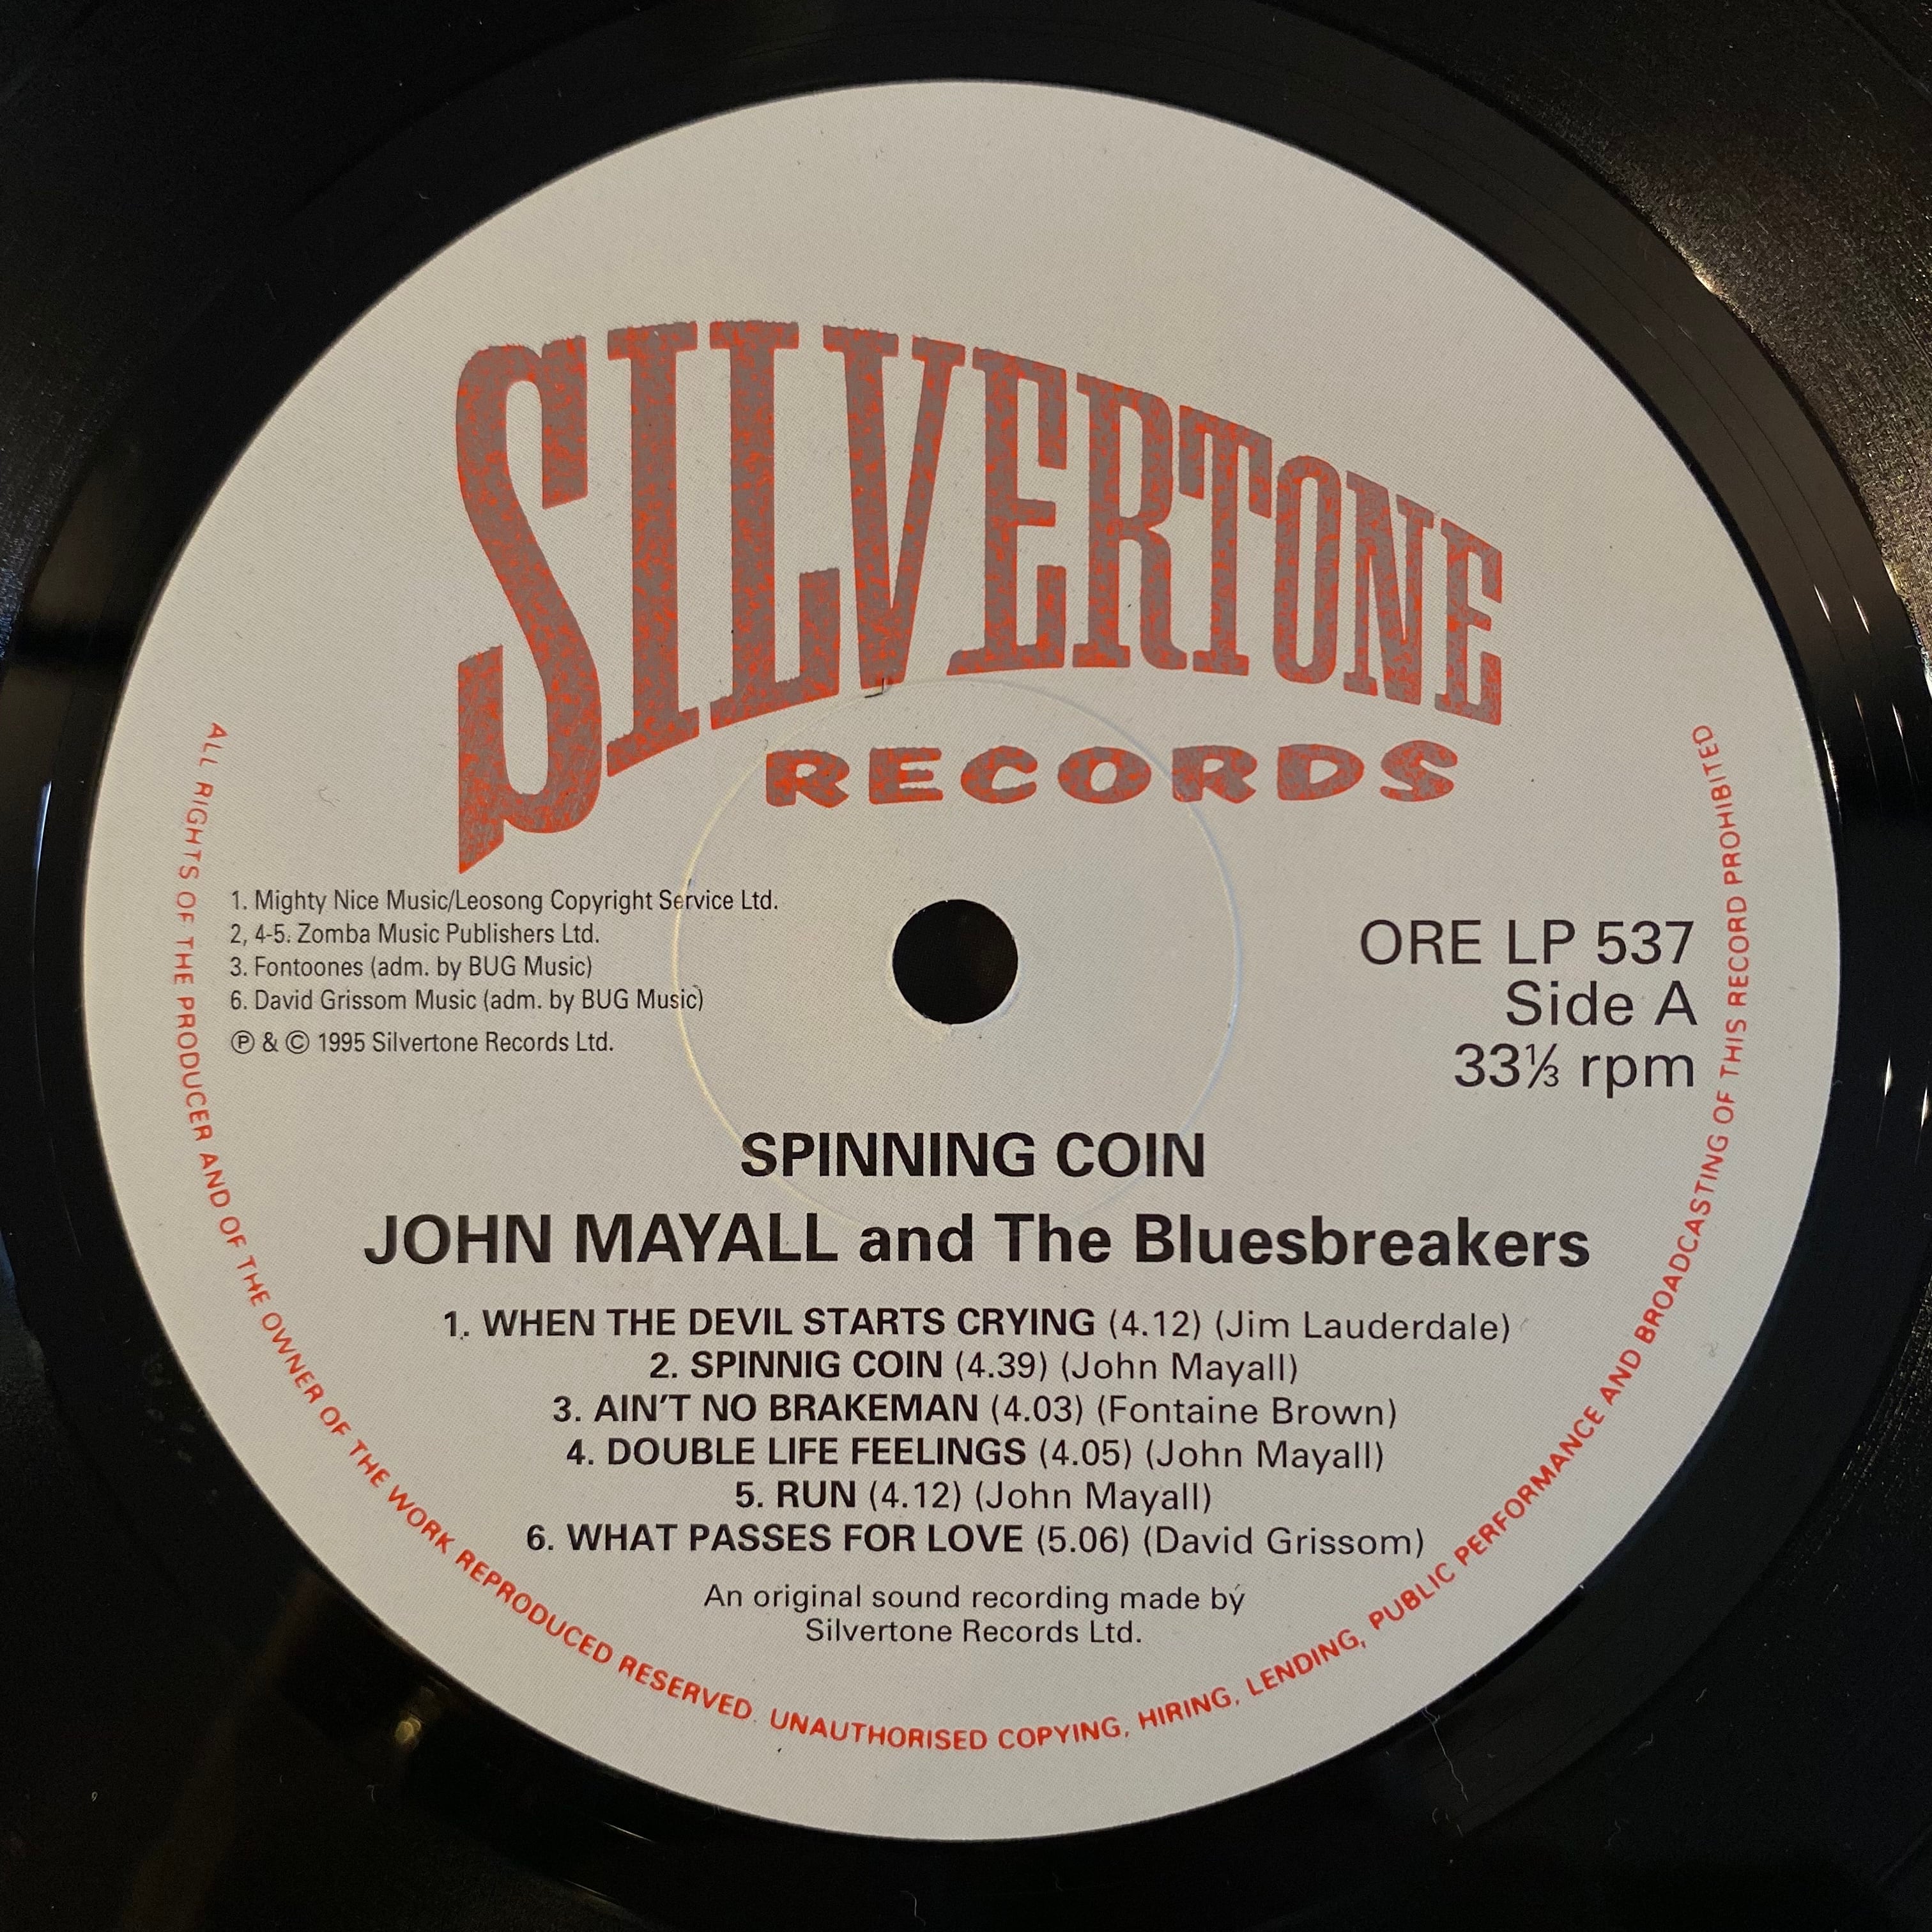 SILVERTONE
RECORDS
1. Mighty Nice Music/Leosong Copyright Service Ltd.
2, 4-5. Zomba Music Publishers Ltd.
3. Fontoones (adm. by BUG Music)
6. David Grissom Music (adm. by BUG Music)
Ⓟ & © 1995 Silvertone Records Ltd.
ORE LP 537
Side A
33⅓ rpm
SPINNING COIN
JOHN MAYALL and The Bluesbreakers
1. WHEN THE DEVIL STARTS CRYING (4.12) (Jim Lauderdale)
2. SPINNIG COIN (4.39) (John Mayall)
3. AIN'T NO BRAKEMAN (4.03) (Fontaine Brown)
4. DOUBLE LIFE FEELINGS (4.05) (John Mayall)
5. RUN (4.12) (John Mayall)
6. WHAT PASSES FOR LOVE (5.06) (David Grissom)
An original sound recording made by
Silvertone Records Ltd.
ALL RIGHTS OF THE PRODUCER AND OF THE OWNER OF THE WORK REPRODUCED RESERVED. UNAUTHORISED COPYING, HIRING, LENDING, PUBLIC PERFORMANCE AND BROADCASTING OF THIS RECORD PROHIBITED